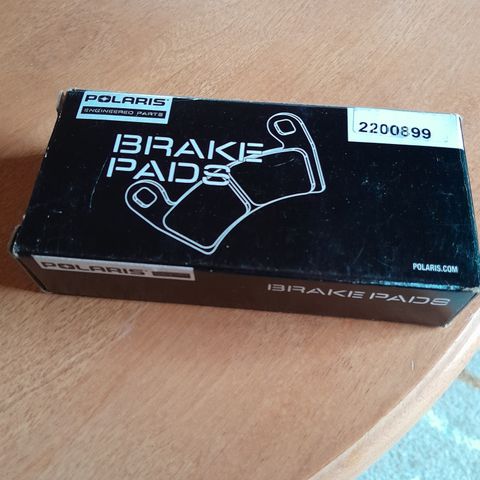 POLARIS
ENGINEERED PARTS
2200899
BRAKE
PADS
POLARIS.COM
POLARIS
BRAKE PADS